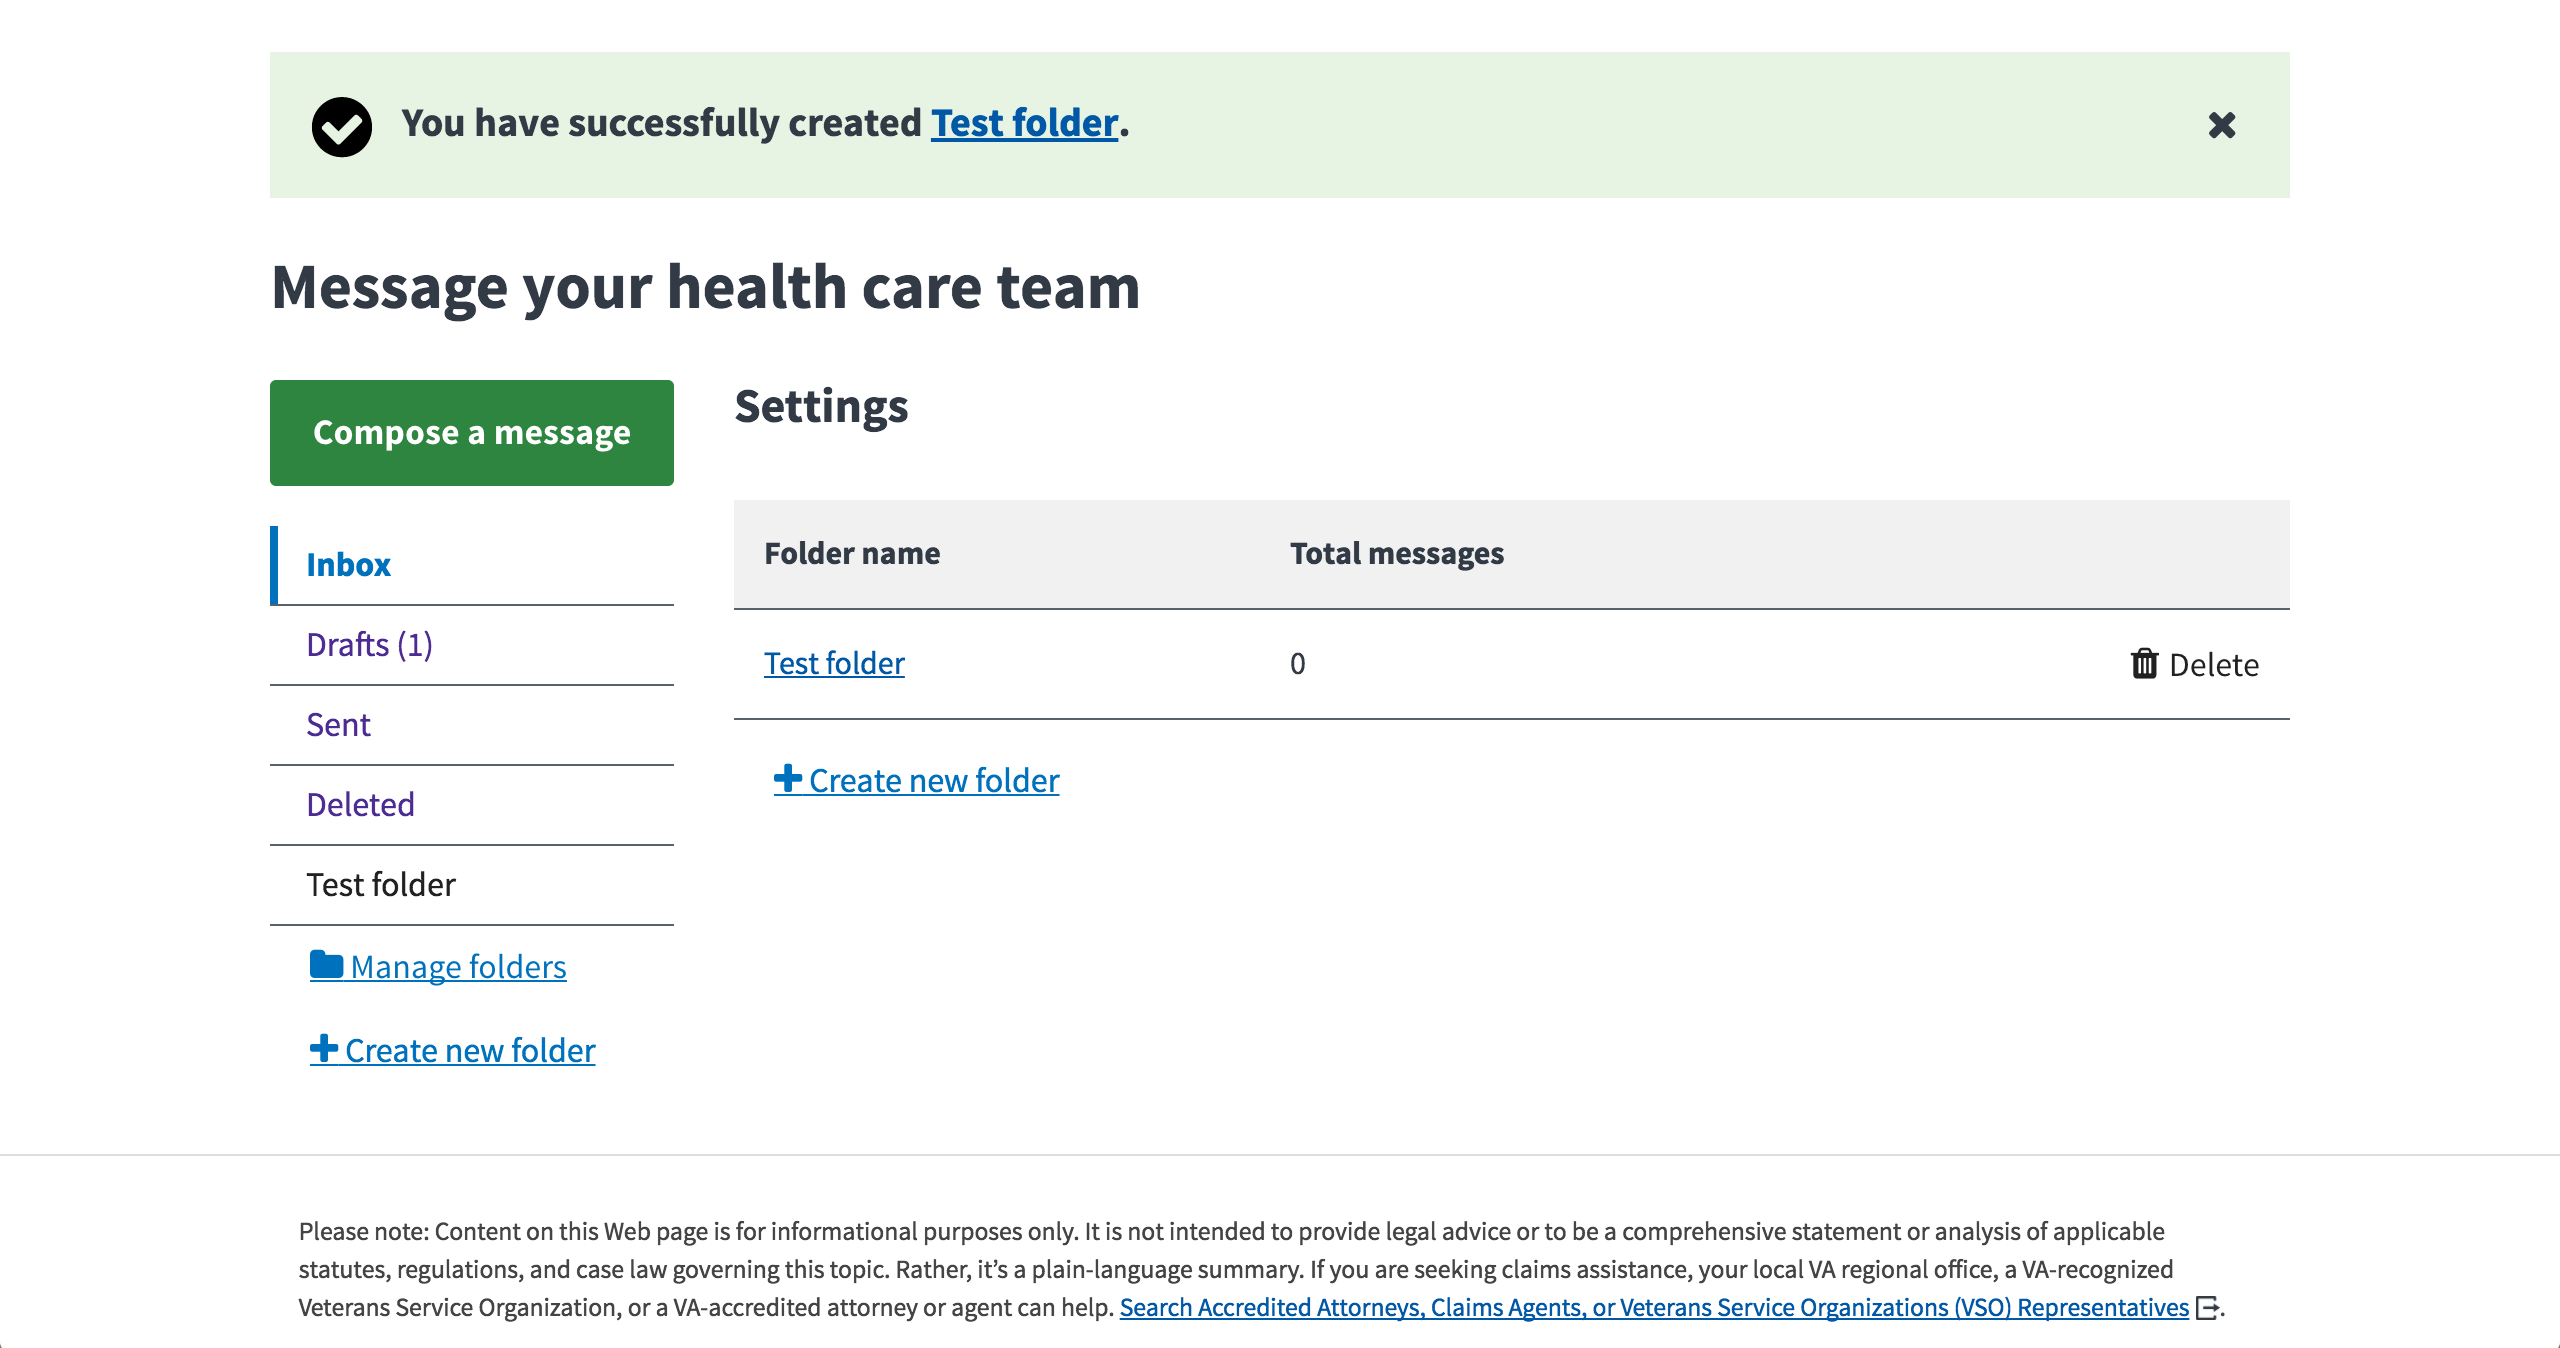 You have successfully created Test folder.
Message your health care team
Compose a message
Inbox
Drafts (1)
Sent
Deleted
Test folder
Manage folders
Create new folder
Settings
Folder name Total messages
Test folder 0 Delete
Create new folder
Please note: Content on this Web page is for informational purposes only. It is not intended to provide legal advice or to be a comprehensive statement or analysis of applicable
statutes, regulations, and case law governing this topic. Rather, it’s a plain-language summary. If you are seeking claims assistance, your local VA regional office, a VA-recognized
Veterans Service Organization, or a VA-accredited attorney or agent can help. Search Accredited Attorneys, Claims Agents, or Veterans Service Organizations (VSO) Representatives.